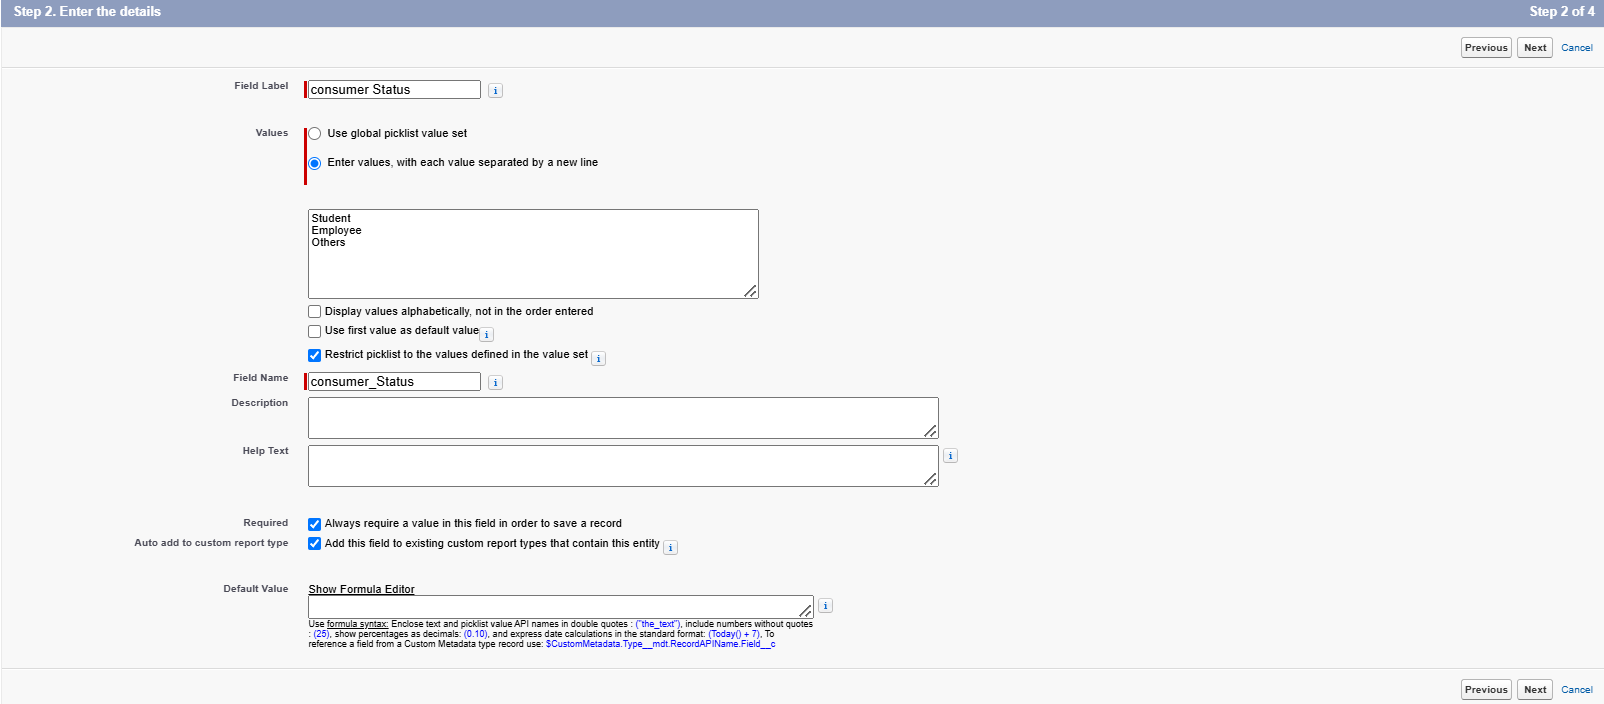 Step 2. Enter the details
Step 2 of 4
Previous Next Cancel
Field Label consumer Status i
Values Use global picklist value set
Enter values, with each value separated by a new line
Student
Employee
Others
Display values alphabetically, not in the order entered
Use first value as default value i
Restrict picklist to the values defined in the value set i
Field Name consumer_Status i
Description
Help Text i
Required Always require a value in this field in order to save a record
Auto add to custom report type Add this field to existing custom report types that contain this entity i
Default Value Show Formula Editor
i
Use formula syntax: Enclose text and picklist value API names in double quotes : ("the_text"), include numbers without quotes
: (25), show percentages as decimals: (0.10), and express date calculations in the standard format: (Today() + 7), To
reference a field from a Custom Metadata type record use: $CustomMetadata.Type__mdt.RecordAPIName.Field__c
Previous Next Cancel